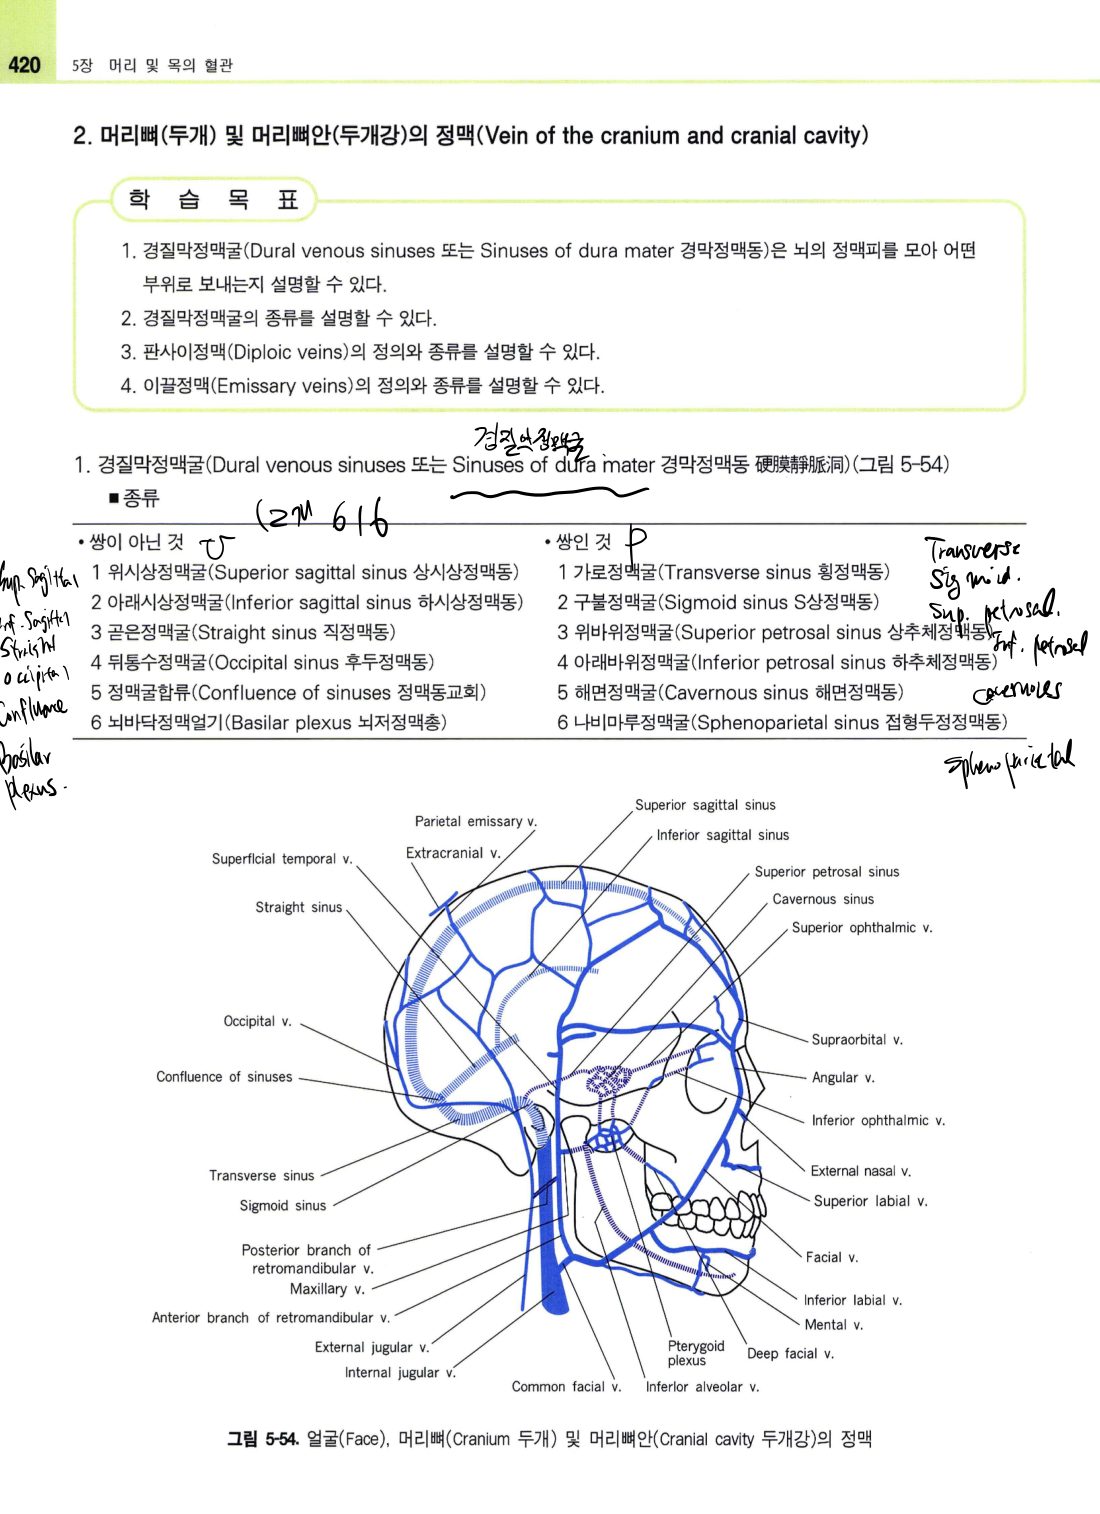 420
5장 머리 및 목의 혈관
2. 머리뼈(두개) 및 머리뼈안(두개강)의 정맥(Vein of the cranium and cranial cavity)
학 습 목 표
1. 경질막정맥굴(Dural venous sinuses 또는 Sinuses of dura mater 경막정맥동)은 뇌의 정맥피를 모아 어떤
부위로 보내는지 설명할 수 있다.
2. 경질막정맥굴의 종류를 설명할 수 있다.
3. 판사이정맥(Diploic veins)의 정의와 종류를 설명할 수 있다.
4. 이끌정맥(Emissary veins)의 정의와 종류를 설명할 수 있다.
1. 경질막정맥굴(Dural venous sinuses 또는 Sinuses of dura mater 경막정맥동 硬膜靜脈洞)(그림 5-54)
■ 종류
616
• 쌍이 아닌 것 U
1 위시상정맥굴(Superior sagittal sinus 상시상정맥동)
2 아래시상정맥굴(Inferior sagittal sinus 하시상정맥동)
3 곧은정맥굴(Straight sinus 직정맥동)
4 뒤통수정맥굴(Occipital sinus 후두정맥동)
5 정맥굴합류(Confluence of sinuses 정맥동교회)
6 뇌바닥정맥얼기(Basilar plexus 뇌저정맥총)
Sup. Sagittal
Inf. Sagittal
Straight
occipital
Confluence
Basilar
plexus.
• 쌍인 것 P
1 가로정맥굴(Transverse sinus 횡정맥동)
2 구불정맥굴(Sigmoid sinus S상정맥동)
3 위바위정맥굴(Superior petrosal sinus 상추체정맥동)
4 아래바위정맥굴(Inferior petrosal sinus 하추체정맥동)
5 해면정맥굴(Cavernous sinus 해면정맥동)
6 나비마루정맥굴(Sphenoparietal sinus 접형두정정맥동)
Transverse
Sigmoid.
Sup. petrosal.
Inf. petrosal
Sphenoparietal
Superior sagittal sinus
Parietal emissary v.
Inferior sagittal sinus
Extracranial v.
Superficial temporal v.
Superior petrosal sinus
Cavernous sinus
Straight sinus
Superior ophthalmic v.
Occipital v.
Supraorbital v.
Confluence of sinuses
Angular v.
Inferior ophthalmic v.
Transverse sinus
External nasal v.
Sigmoid sinus
Superior labial v.
Posterior branch of
retromandibular v.
Facial v.
Maxillary v.
Inferior labial v.
Anterior branch of retromandibular v.
Mental v.
External jugular v.
Pterygoid
plexus
Deep facial v.
Internal jugular v.
Common facial v.
Inferior alveolar v.
그림 5-54. 얼굴(Face), 머리뼈(Cranium 두개) 및 머리뼈안(Cranial cavity 두개강)의 정맥